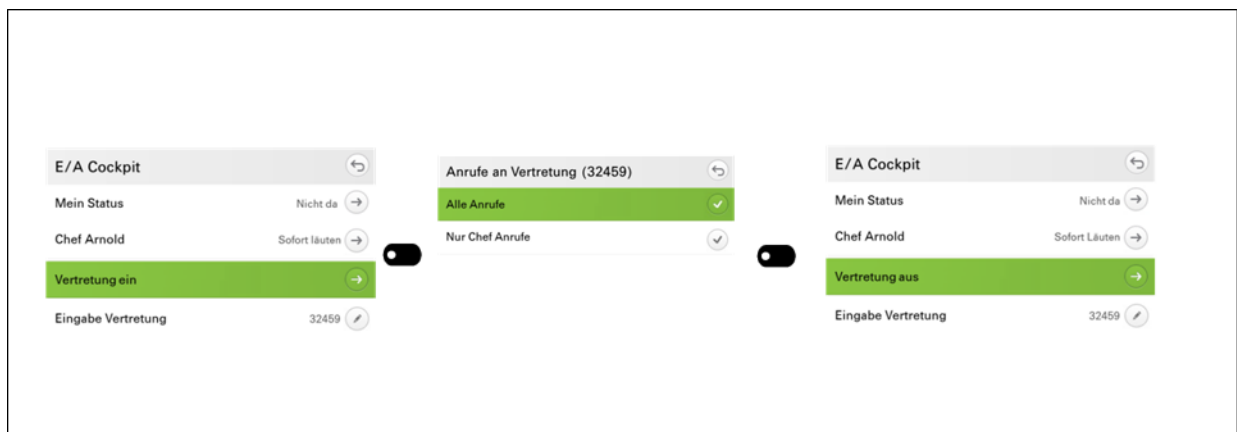 E/A Cockpit
Mein Status Nicht da
Chef Arnold Sofort läuten
Vertretung ein
Eingabe Vertretung 32459
Anrufe an Vertretung (32459)
Alle Anrufe
Nur Chef Anrufe
E/A Cockpit
Mein Status Nicht da
Chef Arnold Sofort Läuten
Vertretung aus
Eingabe Vertretung 32459